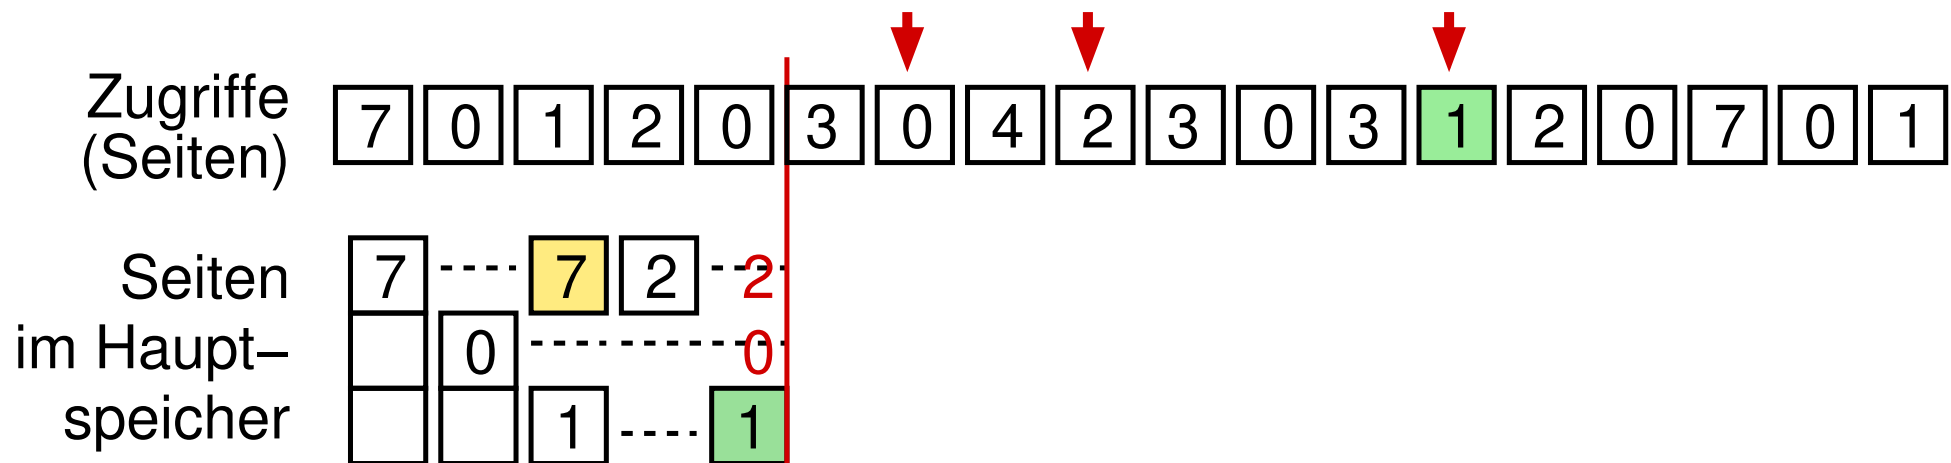 Zugriffe
(Seiten)
7 0 1 2 0 3 0 4 2 3 0 3 1 2 0 7 0 1
Seiten 7 7 2 2
im Haupt– 0 0
speicher 1 1